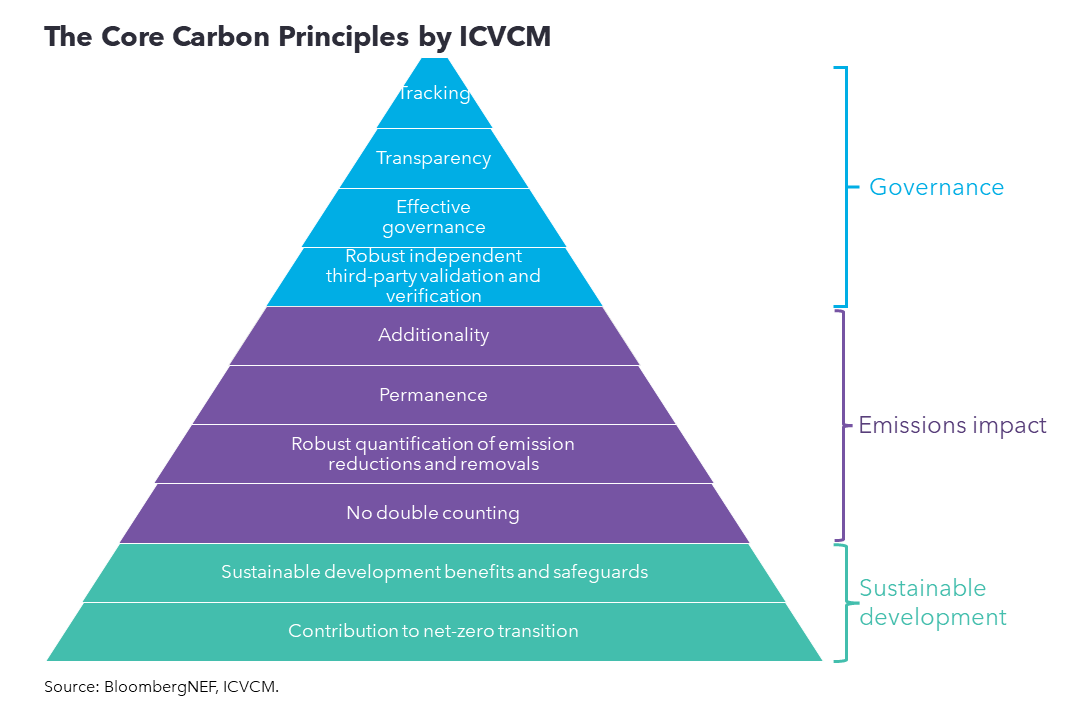 The Core Carbon Principles by ICVCM
Tracking
Transparency
Effective
governance
Robust independent
third-party validation and
verification
Governance
Additionality
Permanence
Robust quantification of emission
reductions and removals
No double counting
Emissions impact
Sustainable development benefits and safeguards
Contribution to net-zero transition
Sustainable
development
Source: BloombergNEF, ICVCM.